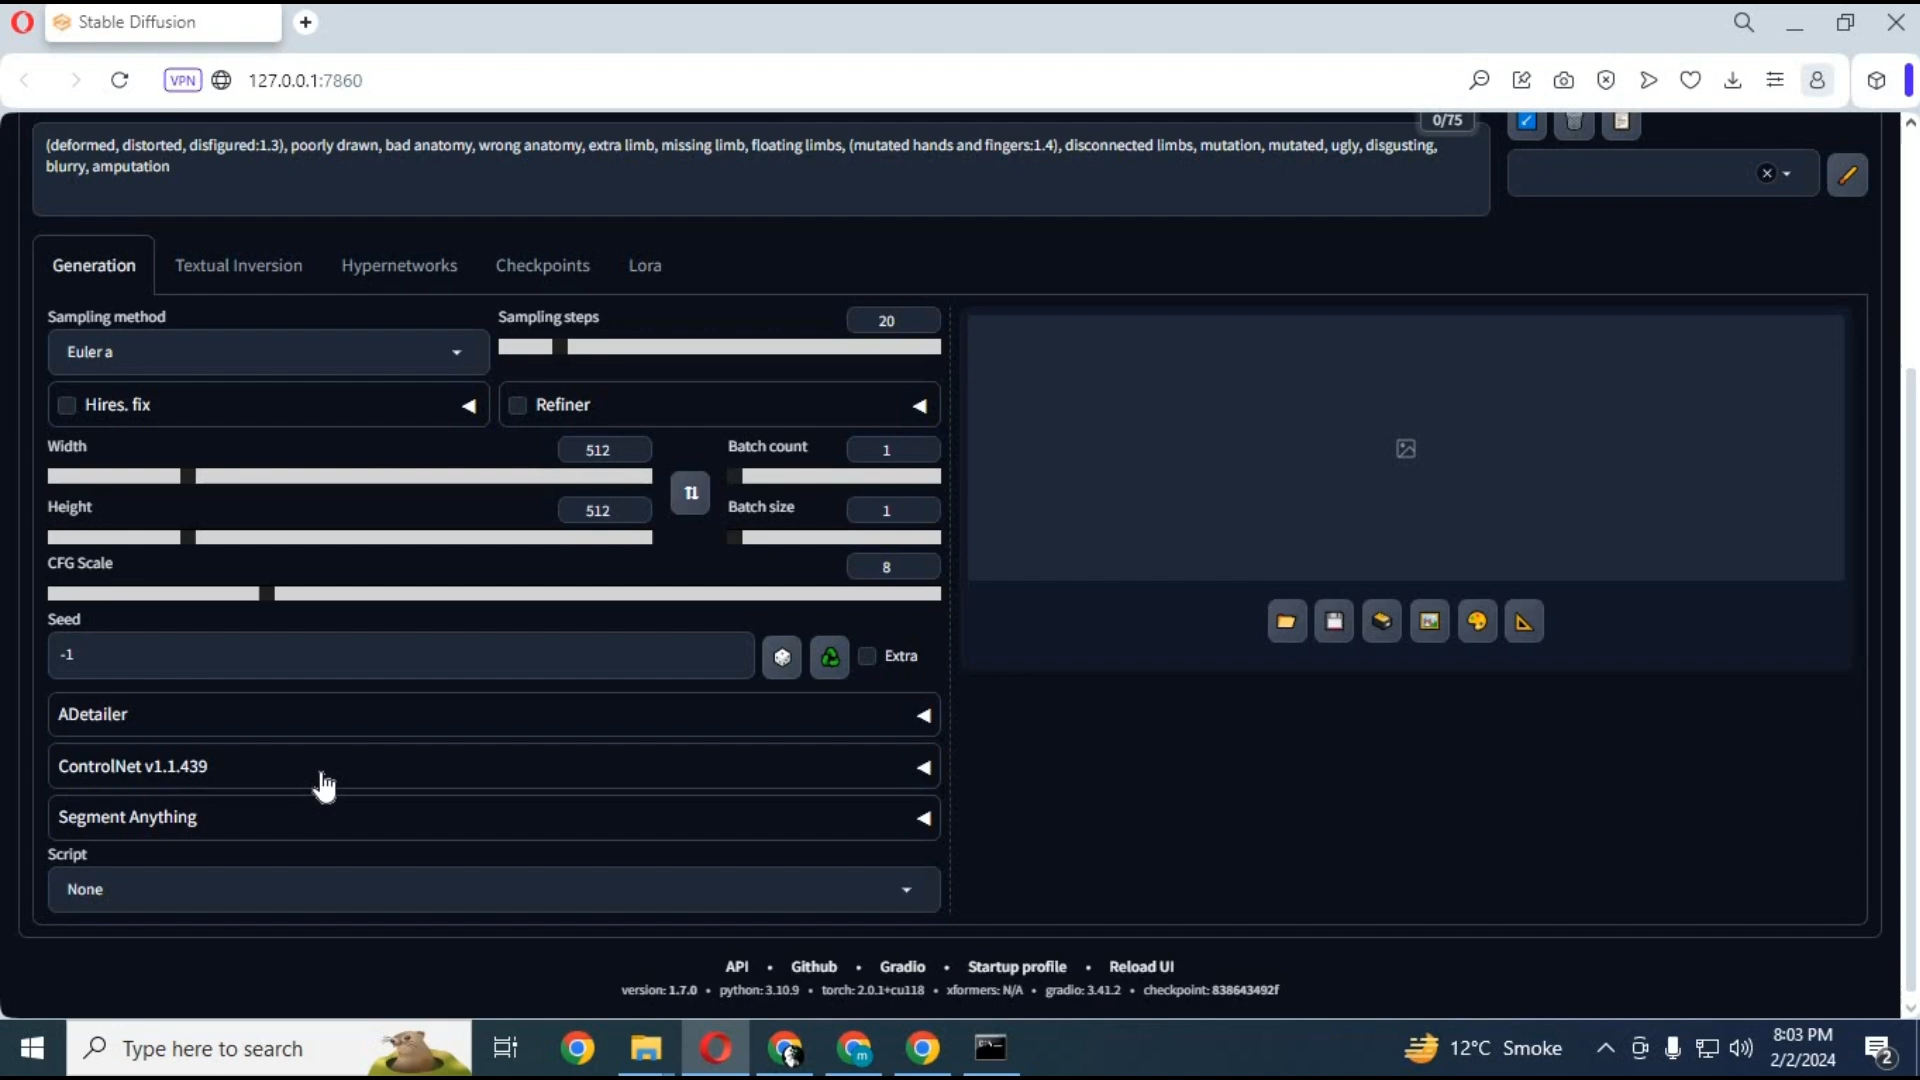 Stable Diffusion
VPN 127.0.0.1:7860
0/75
(deformed, distorted, disfigured:1.3), poorly drawn, bad anatomy, wrong anatomy, extra limb, missing limb, floating limbs, (mutated hands and fingers:1.4), disconnected limbs, mutation, mutated, ugly, disgusting,
blurry, amputation
Generation Textual Inversion Hypernetworks Checkpoints Lora
Sampling method Sampling steps 20
Euler a
Hires. fix Refiner
Width 512 Batch count 1
Height 512 Batch size 1
CFG Scale 8
Seed
-1 Extra
ADetailer
ControlNet v1.1.439
Segment Anything
Script
None
API • Github • Gradio • Startup profile • Reload UI
version: 1.7.0 • python: 3.10.9 • torch: 2.0.1+cu118 • xformers: N/A • gradio: 3.41.2 • checkpoint: 838643492f
Type here to search
12°C Smoke
8:03 PM
2/2/2024
2